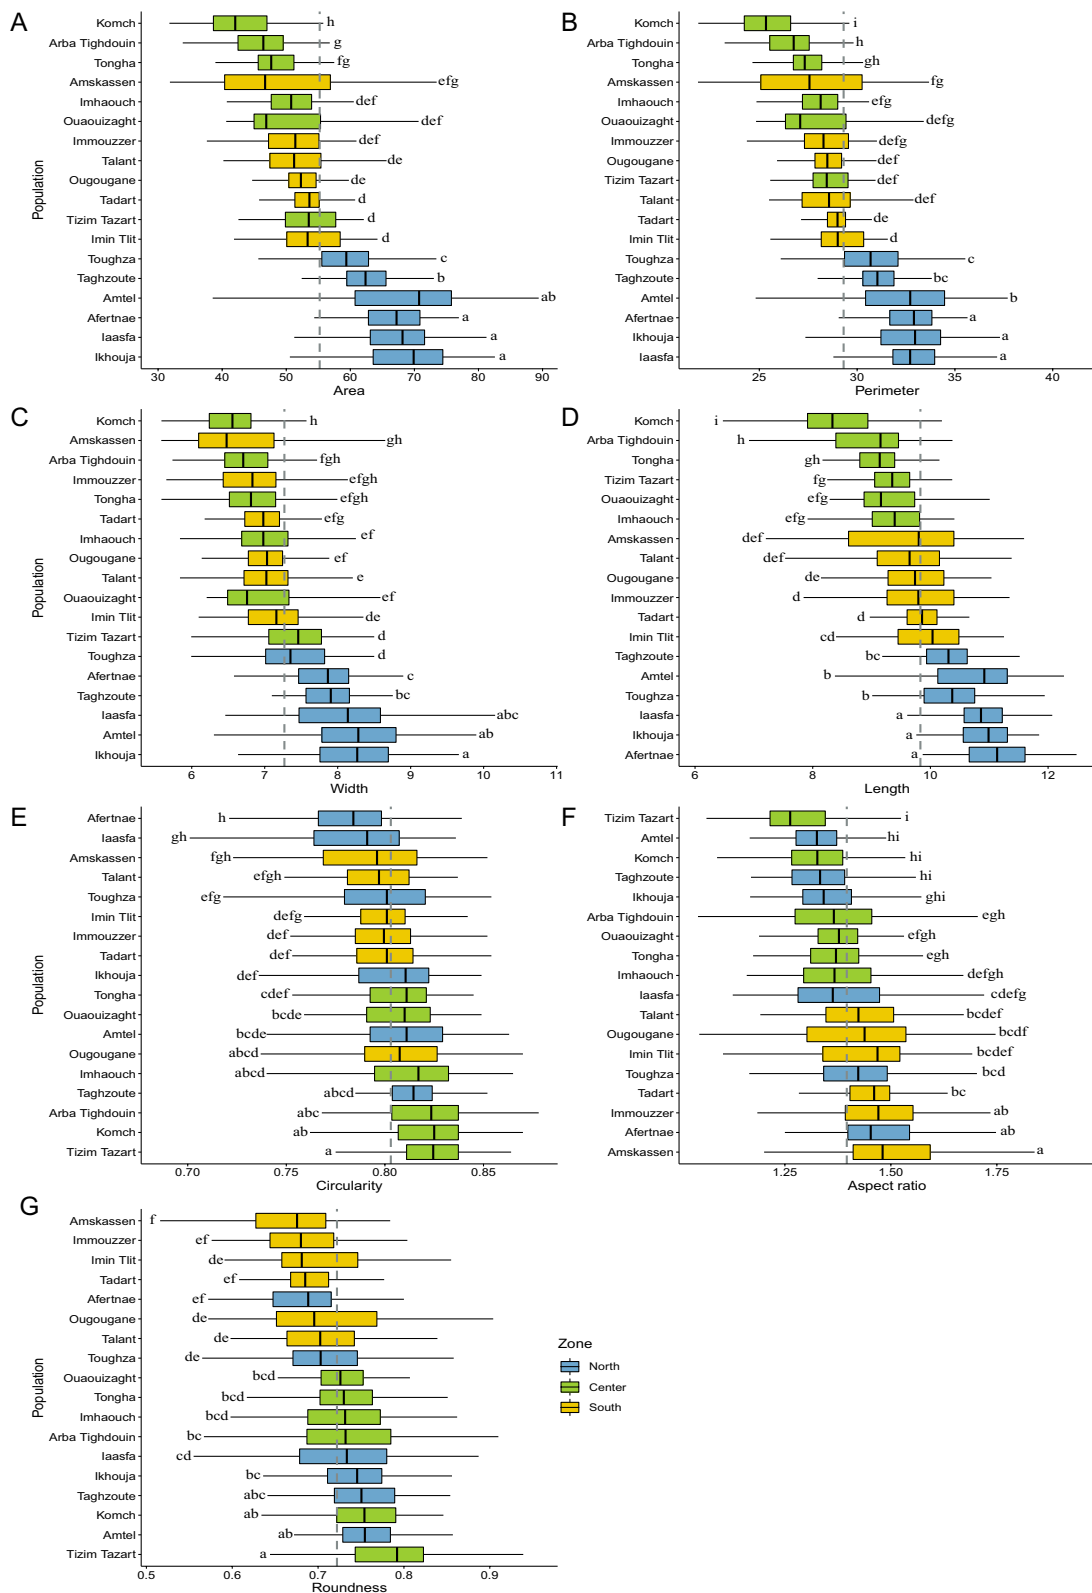 A
Population
Komch h
Arba Tighdouin g
Tongha fg
Amskassen efg
Imhaouch def
Ouaouizaght def
Immouzzer def
Talant de
Ougougane de
Tadart d
Tizim Tazart d
Imin Tlit d
Toughza c
Taghzoute b
Amtel ab
Afertnae a
Iaasfa a
Ikhouja a
30 40 50 60 70 80 90
Area
B
Population
Komch i
Arba Tighdouin h
Tongha gh
Amskassen fg
Imhaouch efg
Ouaouizaght defg
Immouzzer defg
Ougougane def
Tizim Tazart def
Talant def
Tadart de
Imin Tlit d
Toughza c
Taghzoute bc
Amtel b
Afertnae a
Ikhouja a
Iaasfa a
25 30 35 40
Perimeter
C
Population
Komch h
Amskassen gh
Arba Tighdouin fgh
Immouzzer efgh
Tongha efgh
Tadart efg
Imhaouch ef
Ougougane ef
Talant e
Ouaouizaght ef
Imin Tlit de
Tizim Tazart d
Toughza d
Afertnae c
Taghzoute bc
Iaasfa abc
Amtel ab
Ikhouja a
6 7 8 9 10 11
Width
D
Population
Komch i
Arba Tighdouin h
Tongha gh
Tizim Tazart fg
Ouaouizaght efg
Imhaouch efg
Amskassen def
Talant def
Ougougane de
Immouzzer d
Tadart d
Imin Tlit cd
Taghzoute bc
Amtel b
Toughza b
Iaasfa a
Ikhouja a
Afertnae a
6 8 10 12
Length
E
Population
Afertnae h
Iaasfa gh
Amskassen fgh
Talant efgh
Toughza efg
Imin Tlit defg
Immouzzer def
Tadart def
Ikhouja def
Tongha cdef
Ouaouizaght bcde
Amtel bcde
Ougougane abcd
Imhaouch abcd
Taghzoute abcd
Arba Tighdouin abc
Komch ab
Tizim Tazart a
0.70 0.75 0.80 0.85
Circularity
F
Population
Tizim Tazart i
Amtel hi
Komch hi
Taghzoute hi
Ikhouja ghi
Arba Tighdouin egh
Ouaouizaght efgh
Tongha egh
Imhaouch defgh
Iaasfa cdefg
Talant bcdef
Ougougane bcdf
Imin Tlit bcdef
Toughza bcd
Tadart bc
Immouzzer ab
Afertnae ab
Amskassen a
1.25 1.50 1.75
Aspect ratio
G
Population
Amskassen f
Immouzzer ef
Imin Tlit de
Tadart ef
Afertnae ef
Ougougane de
Talant de
Toughza de
Ouaouizaght bcd
Tongha bcd
Imhaouch bcd
Arba Tighdouin bc
Iaasfa cd
Ikhouja bc
Taghzoute abc
Komch ab
Amtel ab
Tizim Tazart a
0.5 0.6 0.7 0.8 0.9
Roundness
Zone
North
Center
South